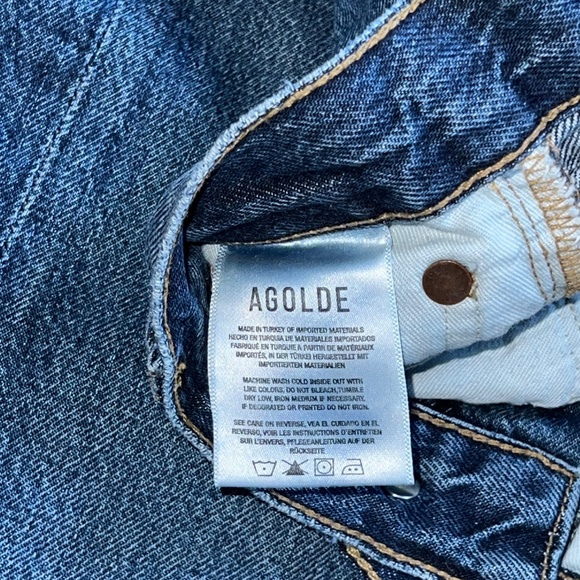 AGOLDE
MADE IN TURKEY OF IMPORTED MATERIALS
HECHO EN TURQUIA DE MATERIALES IMPORTADOS
FABRIQUÉ EN TURQUIE A PARTIR DE MATÉRIAUX
IMPORTÉS, IN DER TÜRKEI HERGESTELLT MIT
IMPORTIERTEN MATERIALIEN
MACHINE WASH COLD INSIDE OUT WITH
LIKE COLORS, DO NOT BLEACH,TUMBLE
DRY LOW, IRON MEDIUM IF NECESSARY,
IF DECORATED OR PRINTED DO NOT IRON.
SEE CARE ON REVERSE, VEA EL CUIDADO EN EL
REVERSO, VOIR LES INSTRUCTIONS D'ENTRETIEN
SUR L'ENVERS, PFLEGEANLEITUNG AUF DER
RÜCKSEITE